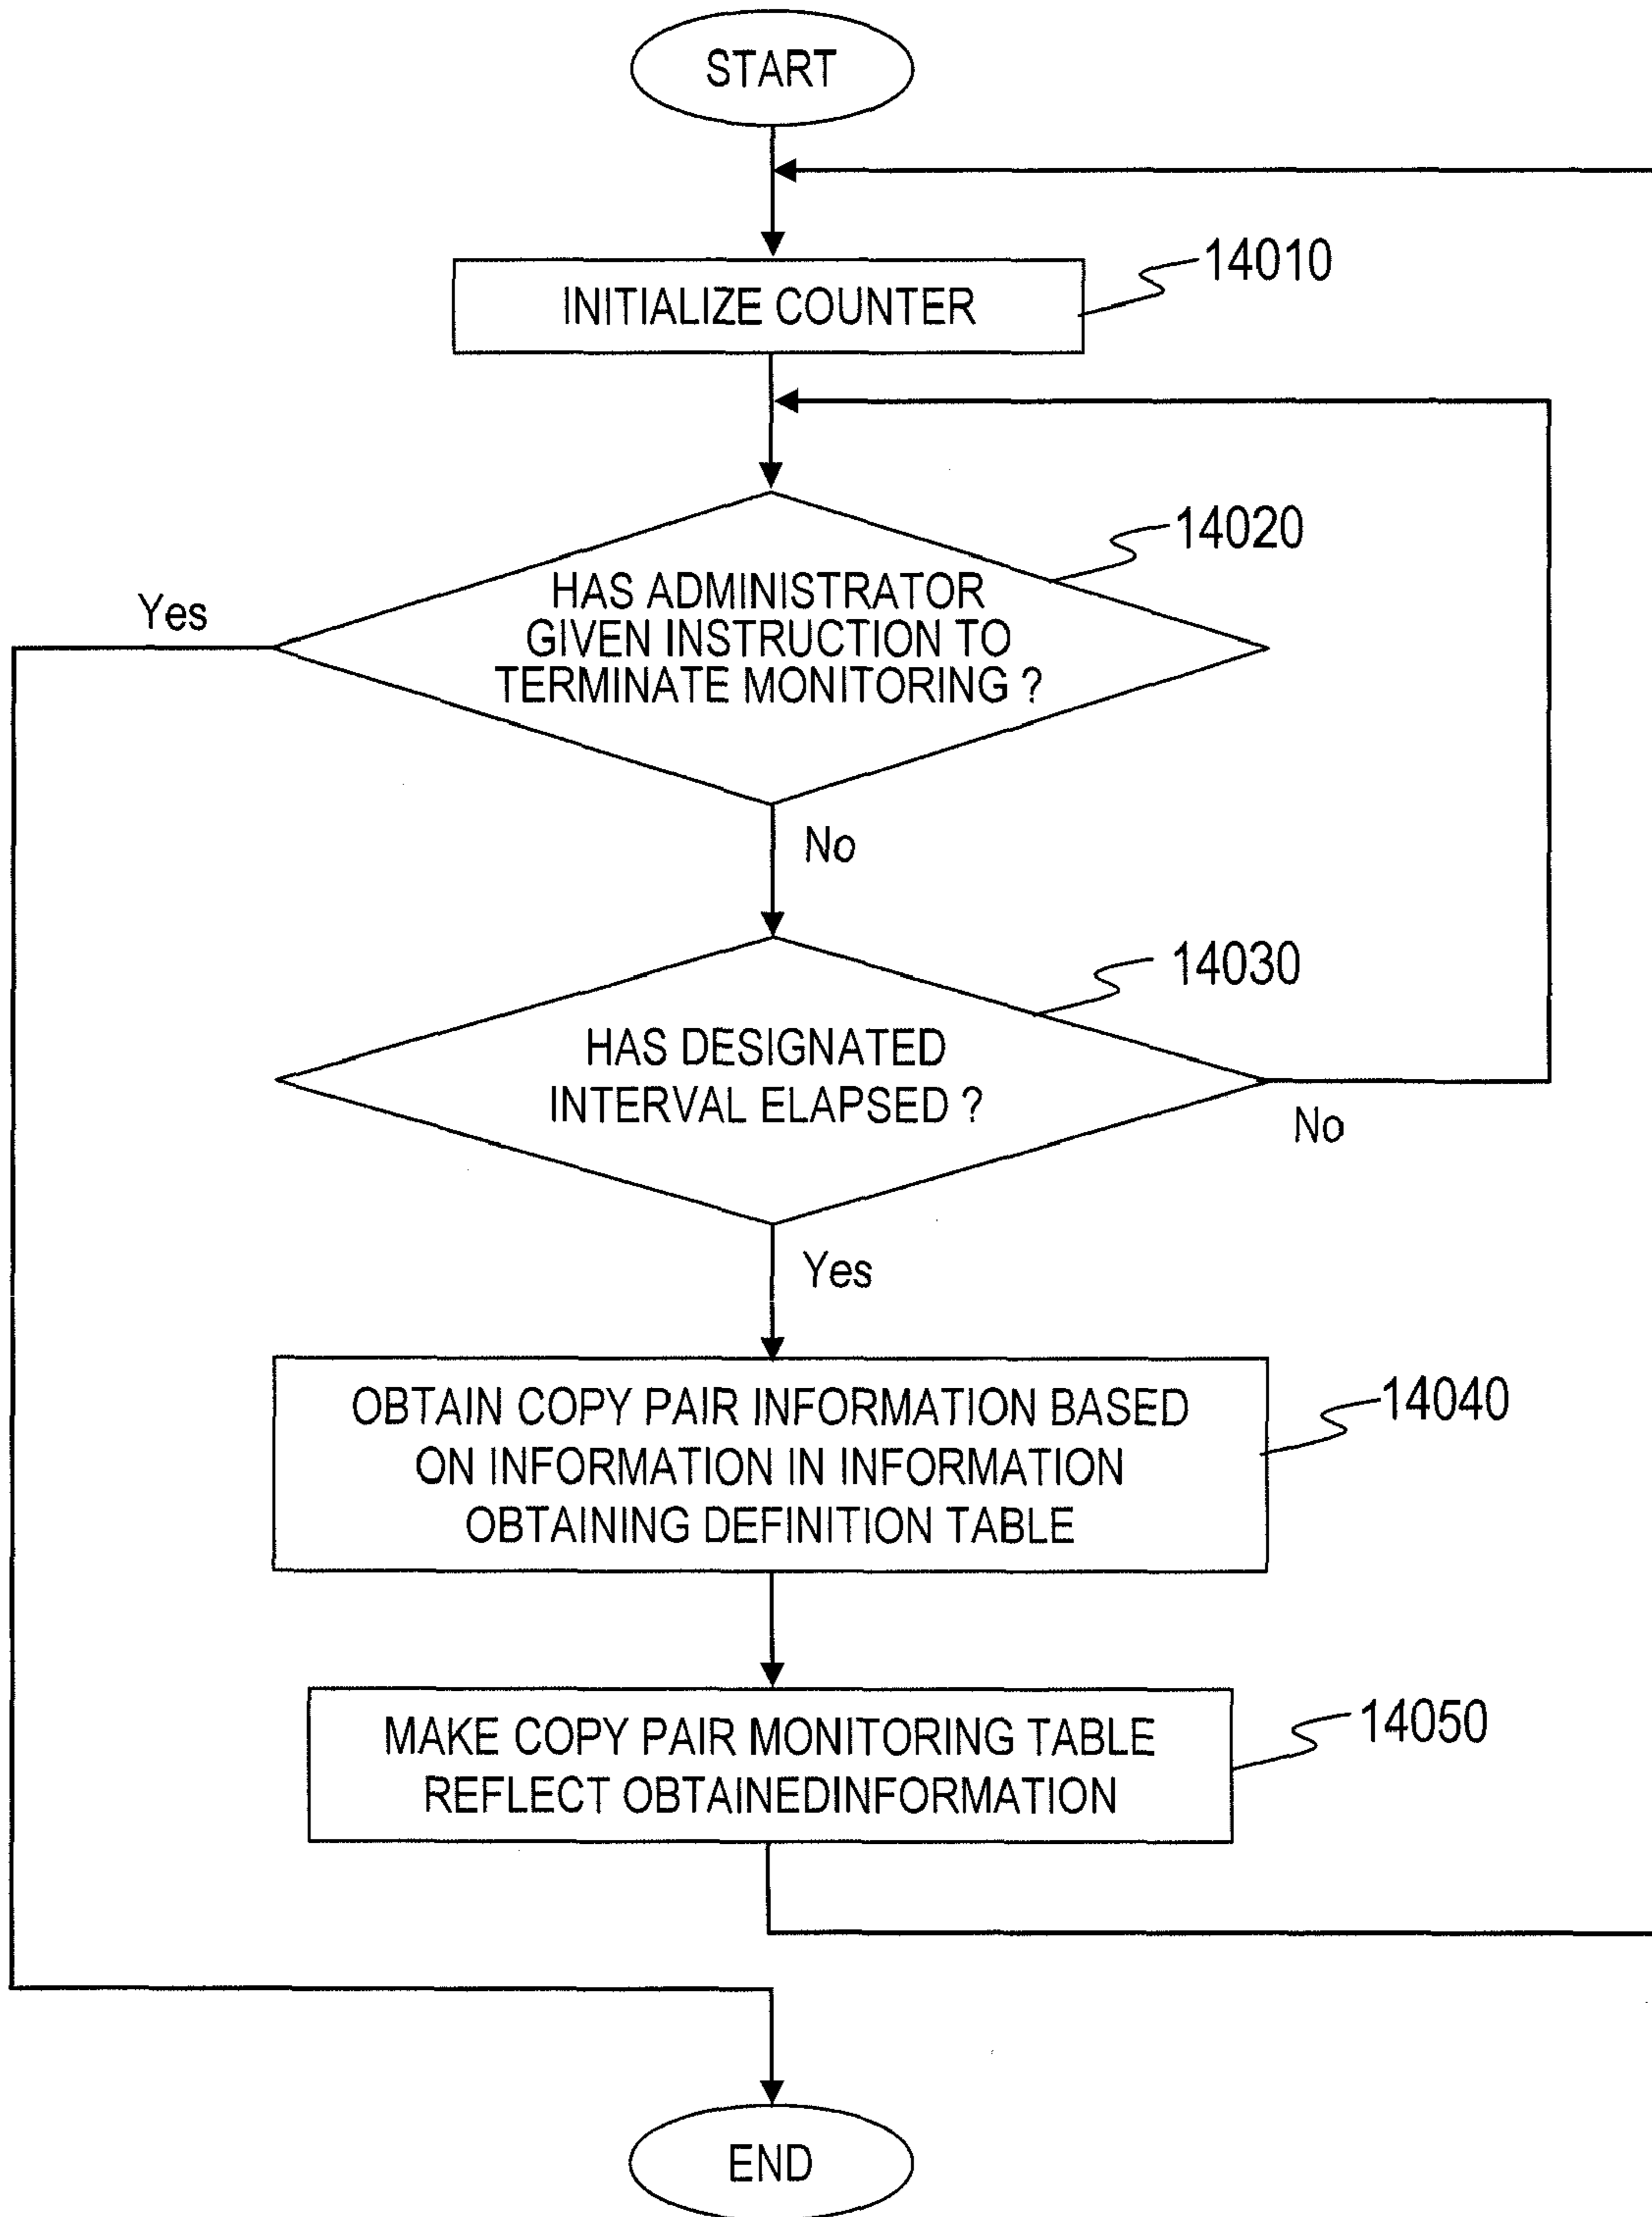 START
14010
INITIALIZE COUNTER
14020
HAS ADMINISTRATOR
GIVEN INSTRUCTION TO
TERMINATE MONITORING ?
Yes
No
14030
HAS DESIGNATED
INTERVAL ELAPSED ?
No
Yes
14040
OBTAIN COPY PAIR INFORMATION BASED
ON INFORMATION IN INFORMATION
OBTAINING DEFINITION TABLE
14050
MAKE COPY PAIR MONITORING TABLE
REFLECT OBTAINEDINFORMATION
END